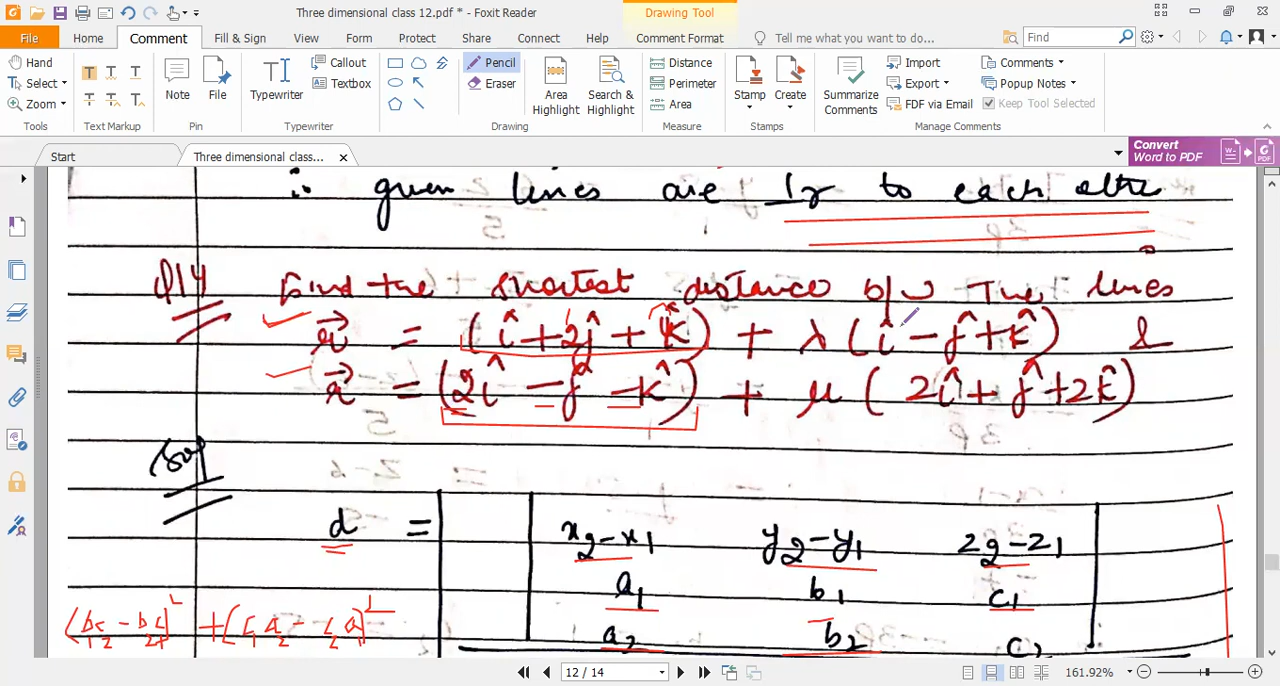 Three dimensional class 12.pdf * - Foxit Reader
Drawing Tool
File Home Comment Fill & Sign View Form Protect Share Connect Help Comment Format Tell me what you want to do... Find
Hand
Select
Zoom
Tools
Text Markup
Note
File
Pin
Typewriter
Callout
Textbox
Typewriter
Pencil
Eraser
Drawing
Area Highlight
Search & Highlight
Distance
Perimeter
Area
Measure
Stamp
Create
Stamps
Summarize Comments
Import
Export
FDF via Email
Comments
Popup Notes
Keep Tool Selected
Manage Comments
Start
Three dimensional class...
Convert
Word to PDF
∴ given lines are ⊥r to each other
Q14 Find the shortest distance b/w The lines
r⃗ = (î + 2ĵ + k̂) + λ (î - ĵ + k̂) &
r⃗ = (2î - ĵ - k̂) + μ (2î + ĵ + 2k̂)
Sol
d = x2-x1 y2-y1 z2-z1
a1 b1 c1
(b1c2 - b2c1)² + (c1a2 - c2a1)² a2 b2 c2
12 / 14
161.92%